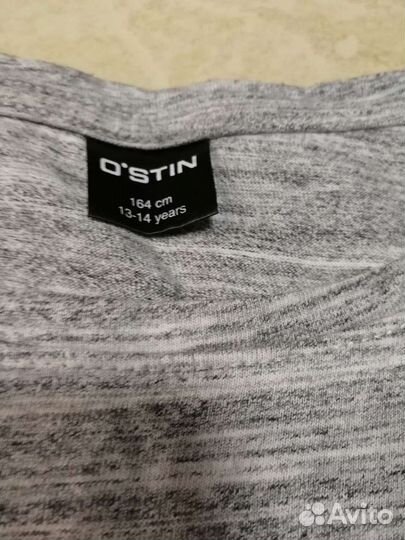 O'STIN
164 cm
13-14 years
Avito